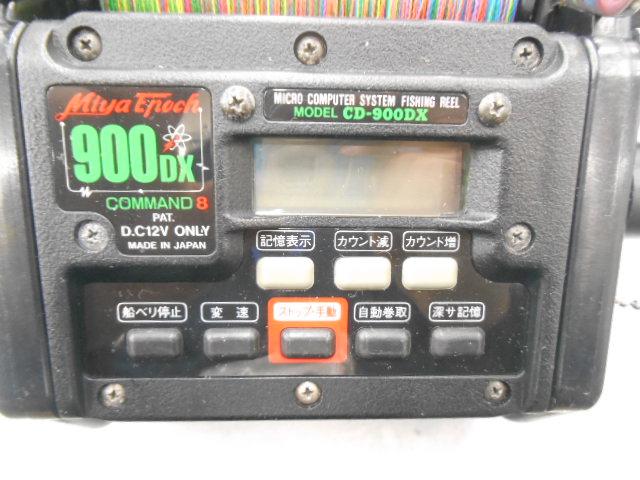 Miya Epoch
900DX
COMMAND 8
PAT.
D.C12V ONLY
MADE IN JAPAN
MICRO COMPUTER SYSTEM FISHING REEL
MODEL CD-900DX
記憶表示 カウント減 カウント増
船ベリ停止 変速 ストップ・手動 自動巻取 深サ記憶